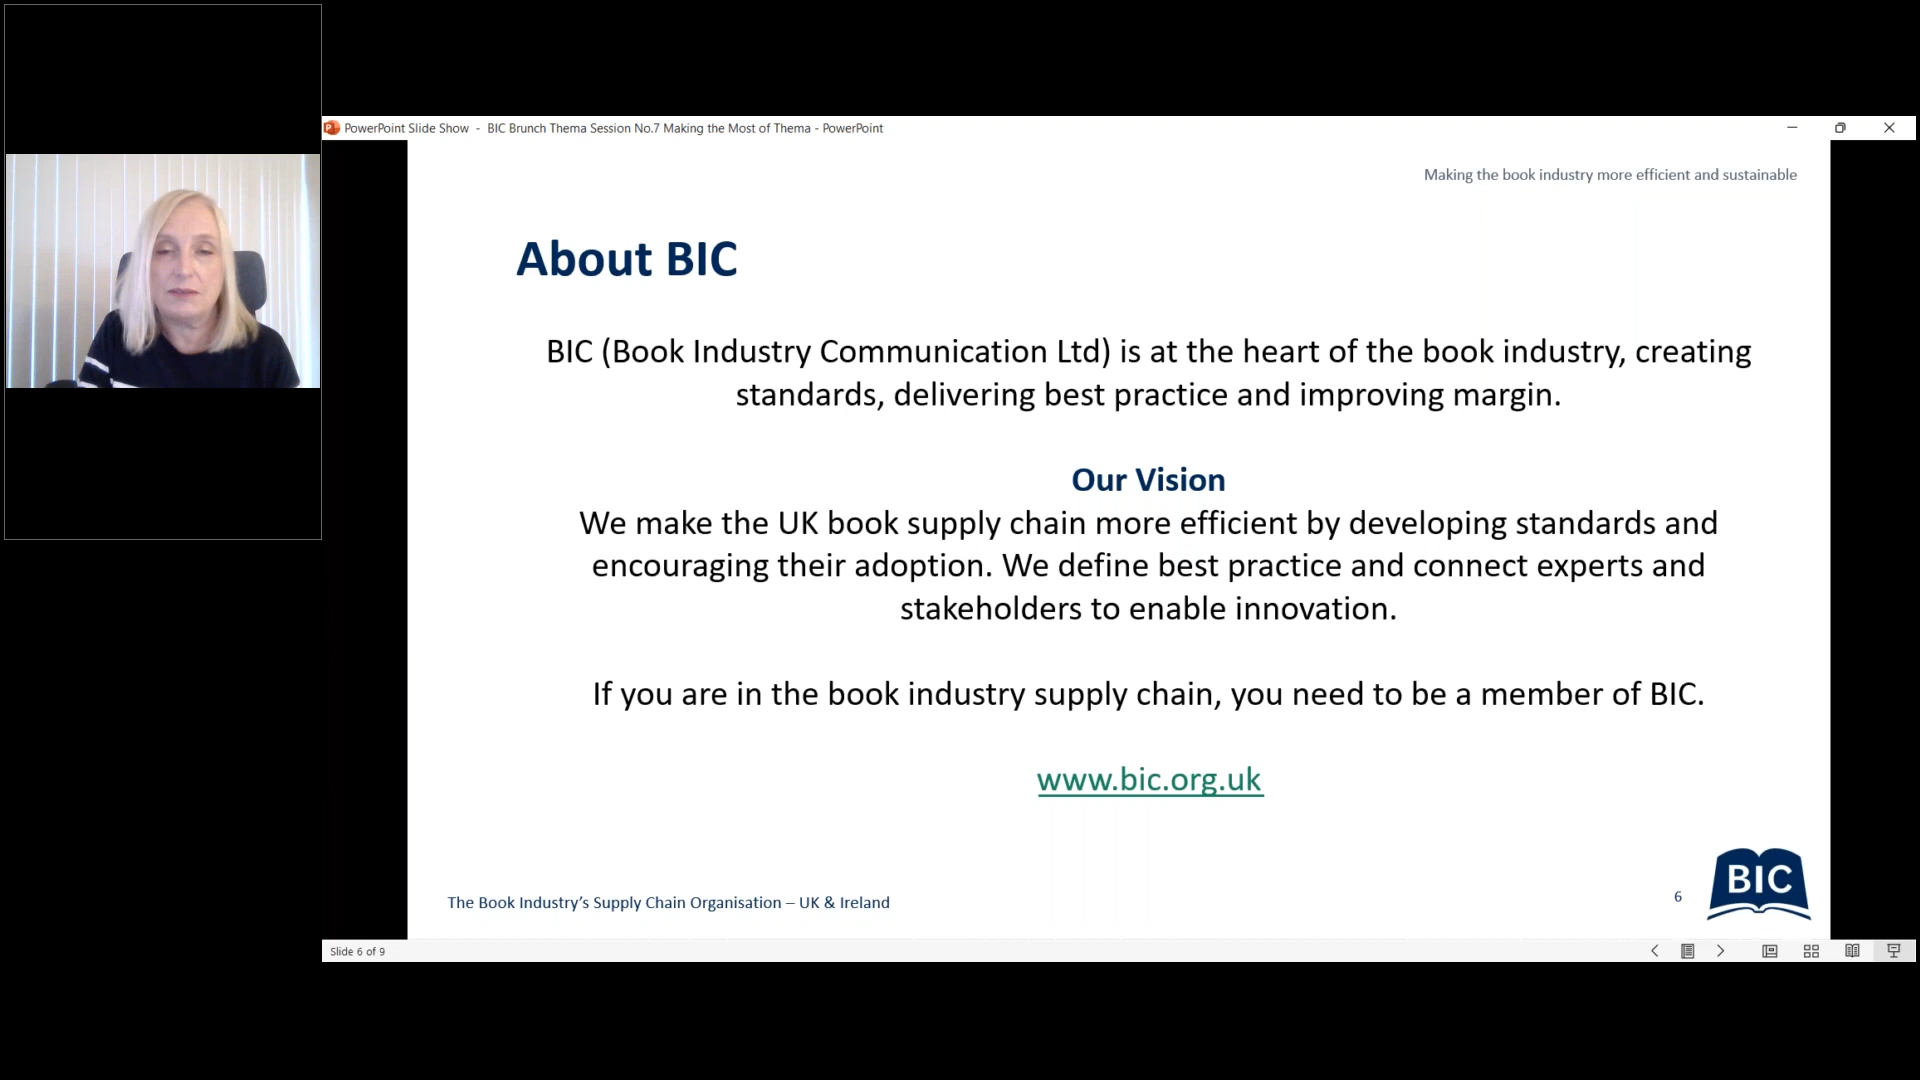 PowerPoint Slide Show - BIC Brunch Thema Session No.7 Making the Most of Thema - PowerPoint
Making the book industry more efficient and sustainable
About BIC
BIC (Book Industry Communication Ltd) is at the heart of the book industry, creating
standards, delivering best practice and improving margin.
Our Vision
We make the UK book supply chain more efficient by developing standards and
encouraging their adoption. We define best practice and connect experts and
stakeholders to enable innovation.
If you are in the book industry supply chain, you need to be a member of BIC.
www.bic.org.uk
The Book Industry’s Supply Chain Organisation – UK & Ireland
6
BIC
Slide 6 of 9